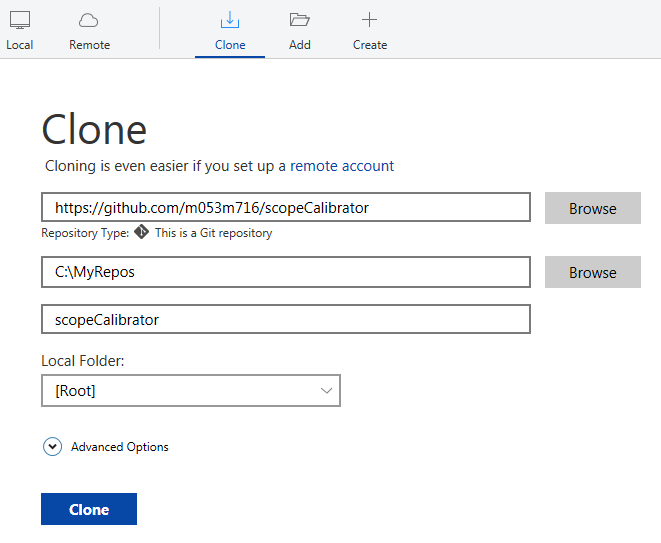 Local Remote Clone Add Create
Clone
Cloning is even easier if you set up a remote account
https://github.com/m053m716/scopeCalibrator Browse
Repository Type: This is a Git repository
C:\MyRepos Browse
scopeCalibrator
Local Folder:
[Root]
Advanced Options
Clone